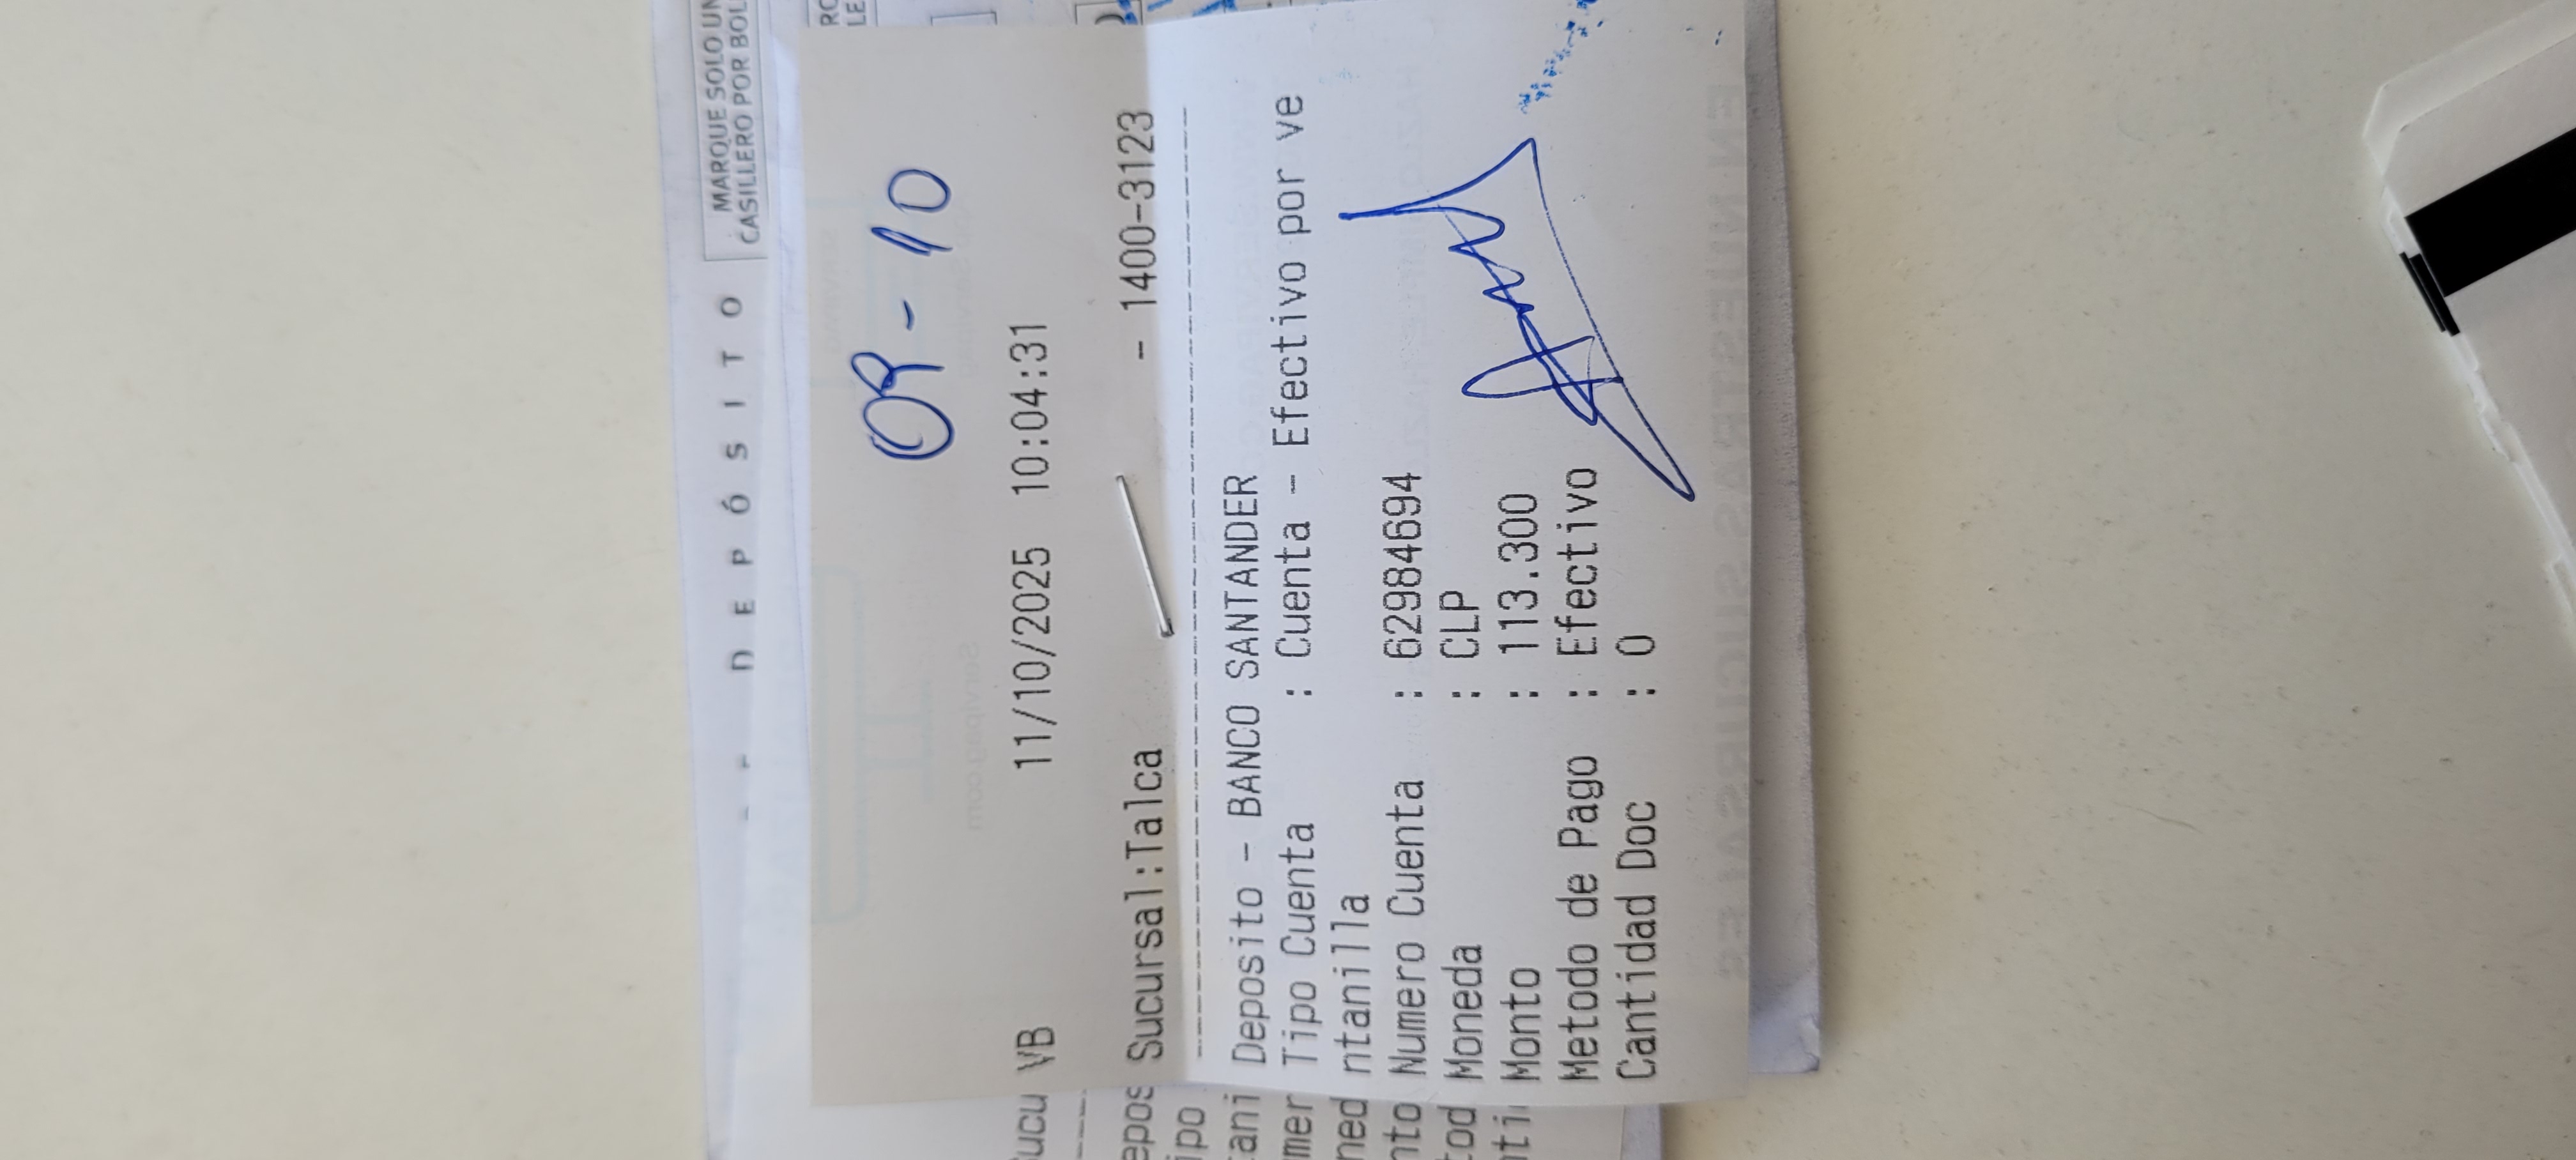 MARQUE SOLO UN
CASILLERO POR BOL
DEPÓSITO
09-10
VB 11/10/2025 10:04:31
Sucursal:Talca - 1400-3123
Deposito - BANCO SANTANDER
Tipo Cuenta : Cuenta - Efectivo por ve
ntanilla
Numero Cuenta : 62984694
Moneda : CLP
Monto : 113.300
Metodo de Pago : Efectivo
Cantidad Doc : 0